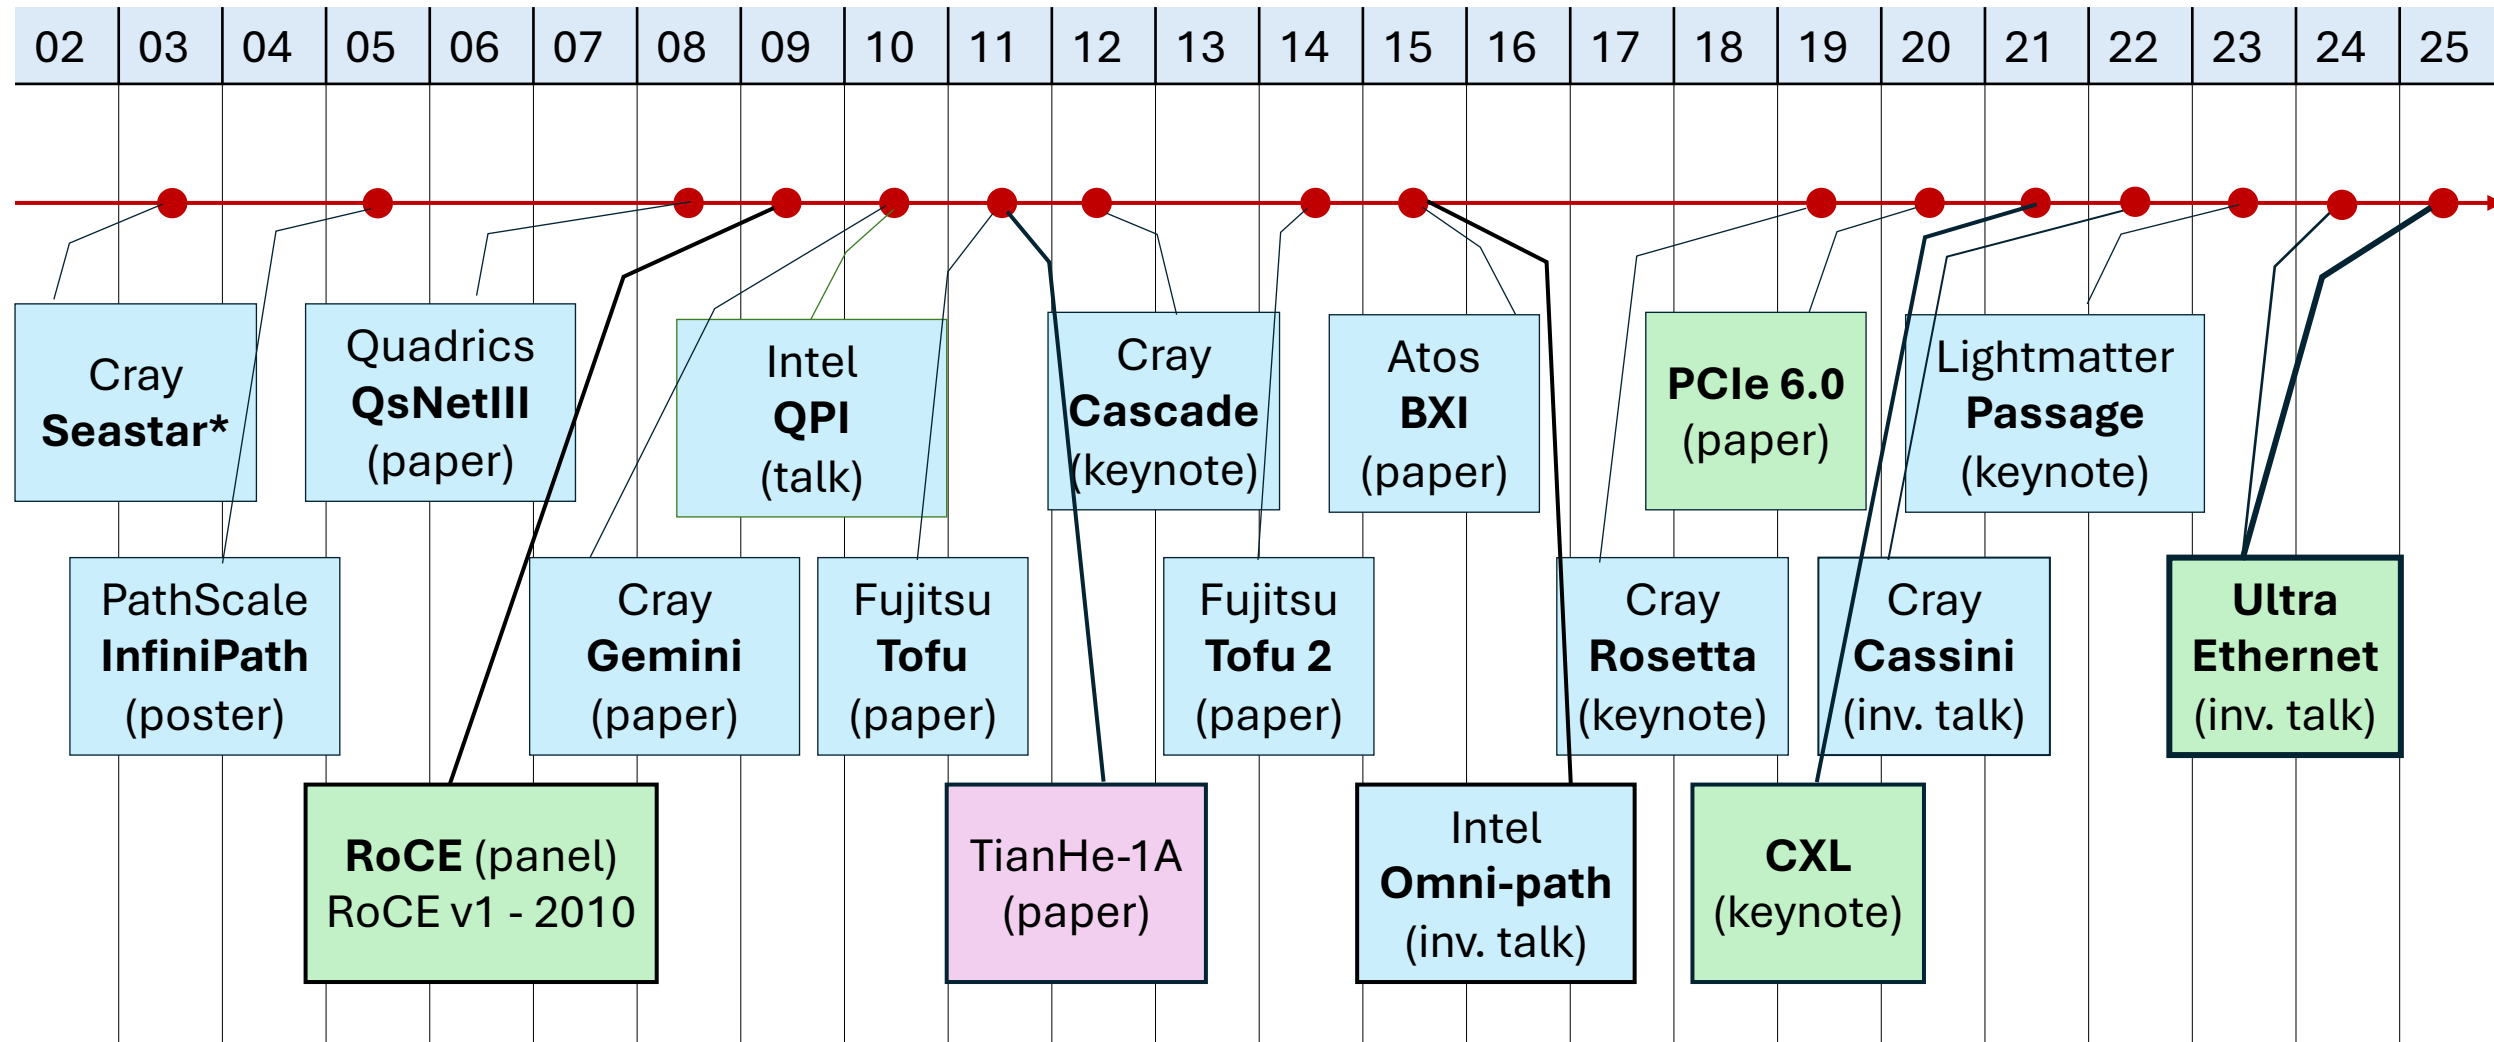 02 03 04 05 06 07 08 09 10 11 12 13 14 15 16 17 18 19 20 21 22 23 24 25
Cray
Seastar*
Quadrics
QsNetIII
(paper)
Intel
QPI
(talk)
Cray
Cascade
(keynote)
Atos
BXI
(paper)
PCIe 6.0
(paper)
Lightmatter
Passage
(keynote)
PathScale
InfiniPath
(poster)
Cray
Gemini
(paper)
Fujitsu
Tofu
(paper)
Fujitsu
Tofu 2
(paper)
Cray
Rosetta
(keynote)
Cray
Cassini
(inv. talk)
Ultra
Ethernet
(inv. talk)
RoCE (panel)
RoCE v1 - 2010
TianHe-1A
(paper)
Intel
Omni-path
(inv. talk)
CXL
(keynote)